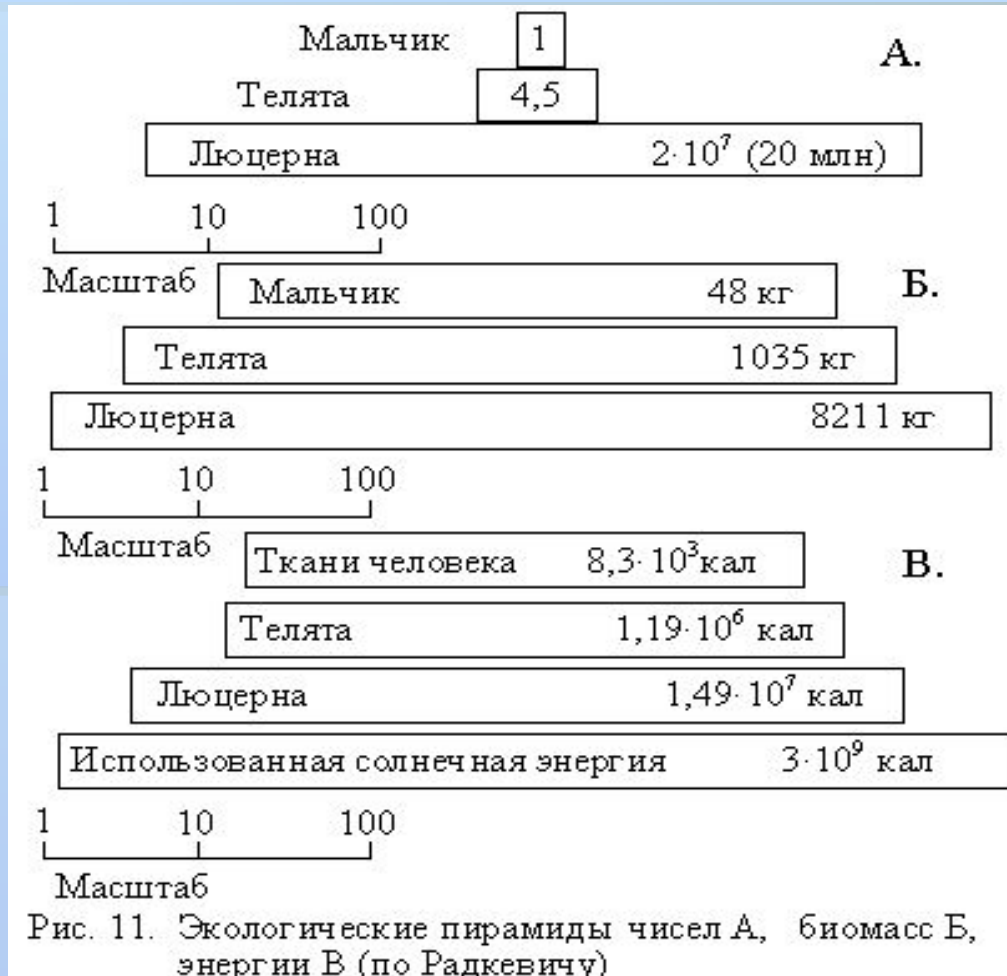 Мальчик 1 А.
Телята 4,5
Люцерна 2·10⁷ (20 млн)
1 10 100
Масштаб
Мальчик 48 кг Б.
Телята 1035 кг
Люцерна 8211 кг
1 10 100
Масштаб
Ткани человека 8,3·10³кал В.
Телята 1,19·10⁶ кал
Люцерна 1,49·10⁷ кал
Использованная солнечная энергия 3·10⁹ кал
1 10 100
Масштаб
Рис. 11. Экологические пирамиды чисел А, биомасс Б,
энергии В (по Радкевичу)